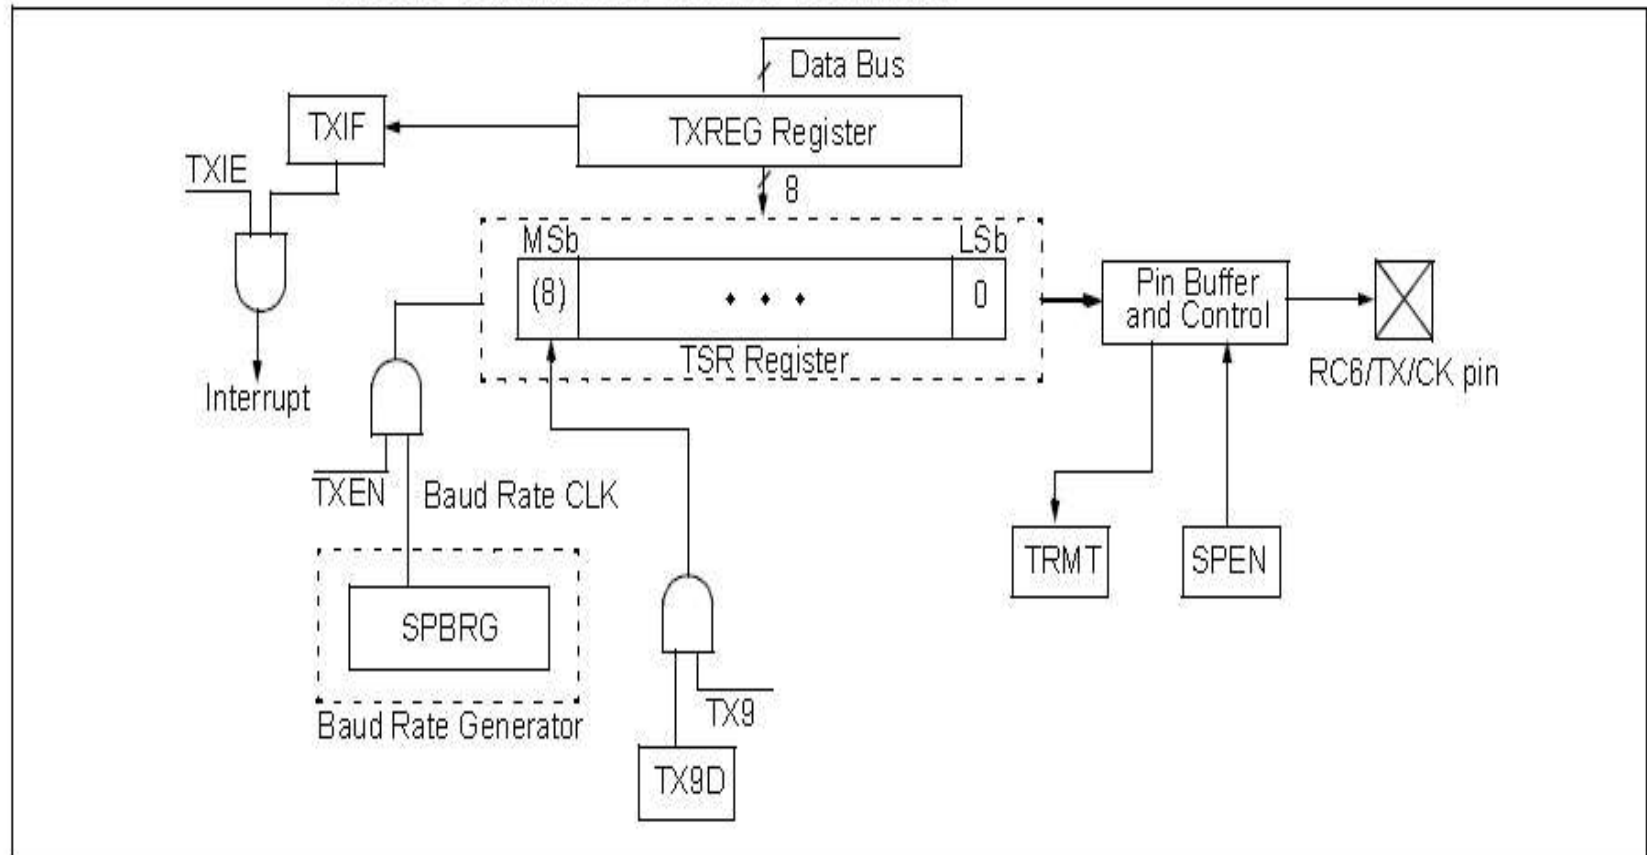 Data Bus
TXIF
TXREG Register
TXIE
8
MSb
LSb
(8)
0
Pin Buffer
and Control
TSR Register
RC6/TX/CK pin
Interrupt
TXEN
Baud Rate CLK
TRMT
SPEN
SPBRG
Baud Rate Generator
TX9
TX9D